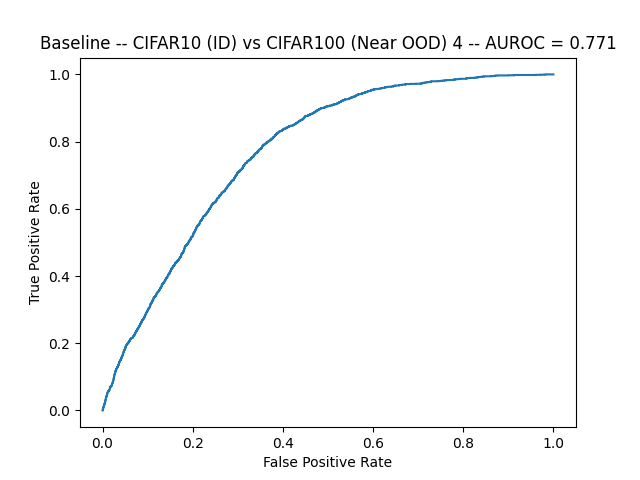 Baseline -- CIFAR10 (ID) vs CIFAR100 (Near OOD) 4 -- AUROC = 0.771
1.0
0.8
0.6
0.4
0.2
0.0
True Positive Rate
0.0 0.2 0.4 0.6 0.8 1.0
False Positive Rate